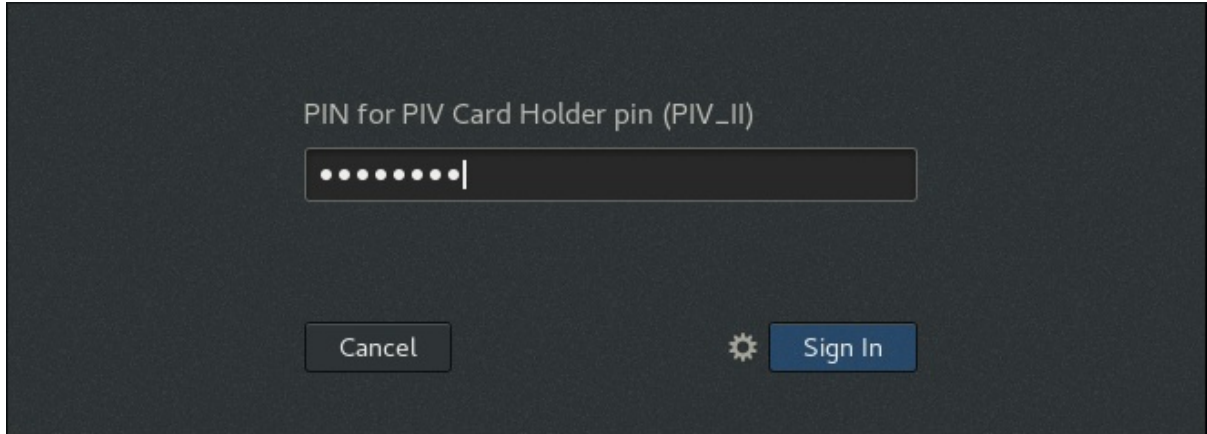 PIN for PIV Card Holder pin (PIV_II)
••••••••
Cancel
Sign In